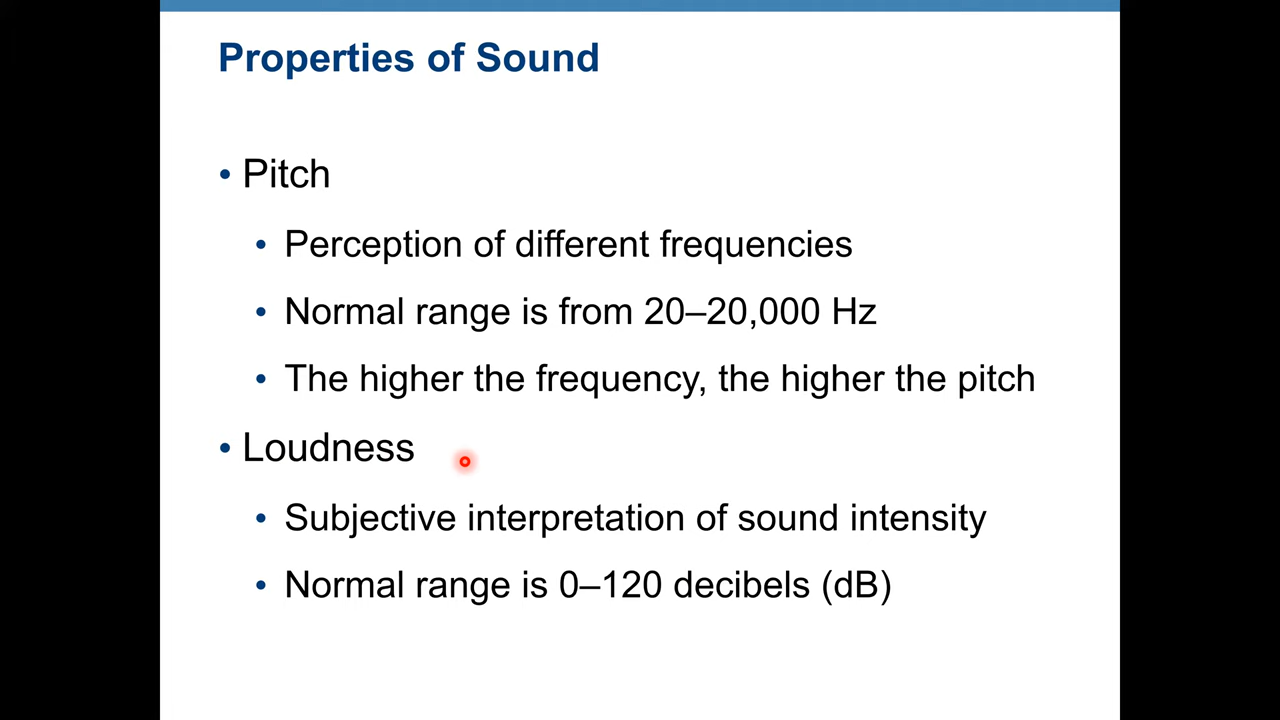 Properties of Sound
• Pitch
• Perception of different frequencies
• Normal range is from 20–20,000 Hz
• The higher the frequency, the higher the pitch
• Loudness
• Subjective interpretation of sound intensity
• Normal range is 0–120 decibels (dB)